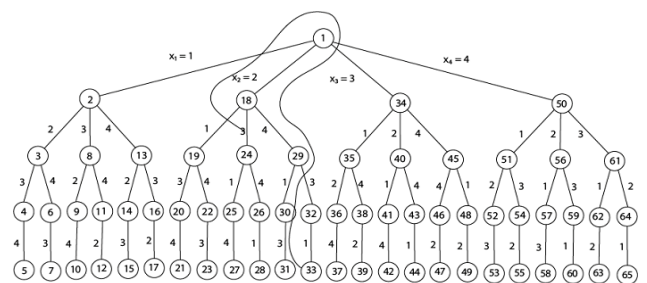 1
x₁ = 1
x₂ = 2
x₃ = 3
x₄ = 4
2 18 34 50
2 3 4 1 3 4 1 2 4 1 2 3
3 8 13 19 24 29 35 40 45 51 56 61
3 4 2 4 2 3 3 4 1 4 1 3 2 4 1 4 4 1 2 3 1 3 1 2
4 6 9 11 14 16 20 22 25 26 30 32 36 38 41 43 46 48 52 54 57 59 62 64
4 3 4 2 3 2 4 3 4 1 3 1 4 2 4 1 2 2 3 2 3 1 2 1
5 7 10 12 15 17 21 23 27 28 31 33 37 39 42 44 47 49 53 55 58 60 63 65